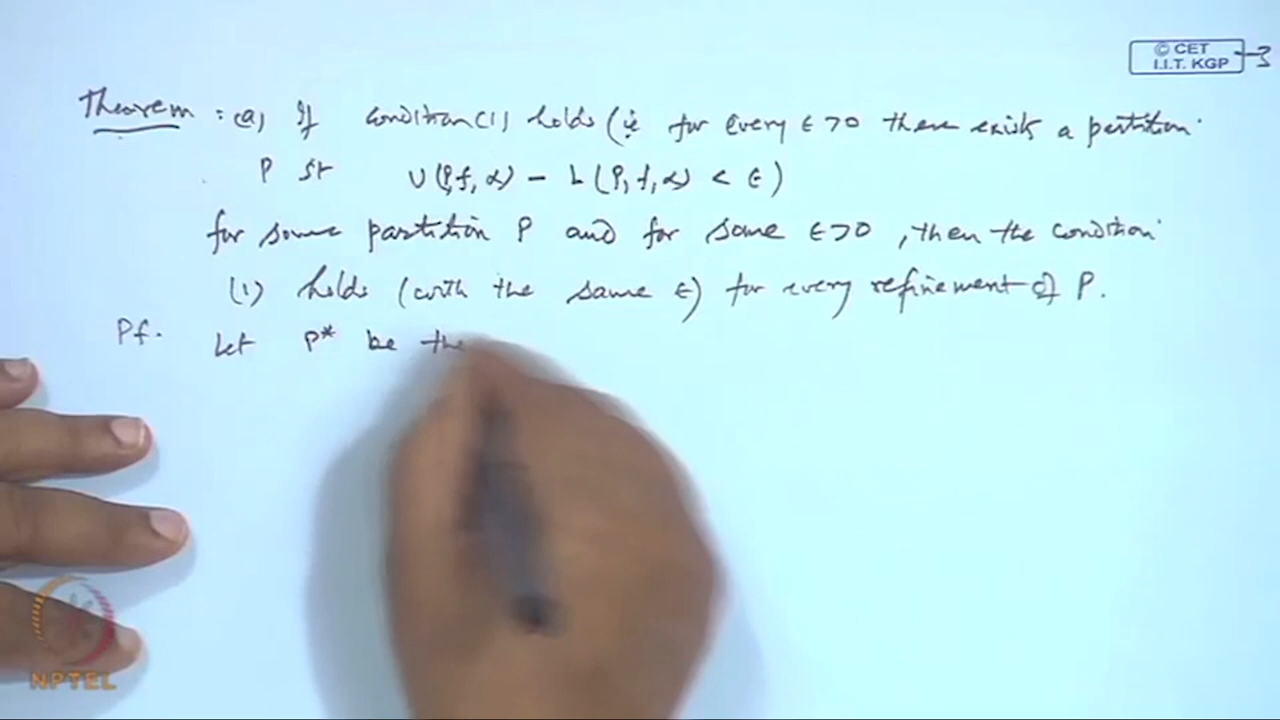 © CET
I.I.T. KGP
Theorem : (a) If condition (1) holds (ie for every ϵ > 0 there exists a partition
P st U(P,f,α) - L(P,f,α) < ϵ)
for some partition P and for some ϵ > 0, then the condition
(1) holds (with the same ϵ) for every refinement of P.
Pf. Let P* be the
NPTEL